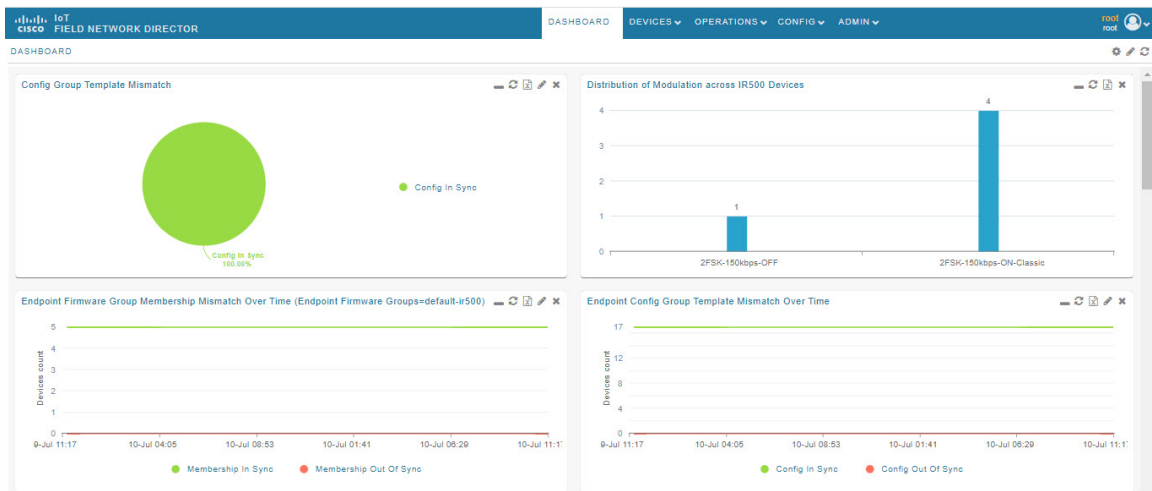 CISCO IoT FIELD NETWORK DIRECTOR
DASHBOARD DEVICES OPERATIONS CONFIG ADMIN
root
root
DASHBOARD
Config Group Template Mismatch
Config In Sync
100.00%
Config In Sync
Distribution of Modulation across IR500 Devices
4
3
2
1
0
1
4
2FSK-150kbps-OFF
2FSK-150kbps-ON-Classic
Endpoint Firmware Group Membership Mismatch Over Time (Endpoint Firmware Groups=default-ir500)
Devices count
5
4
3
2
1
0
9-Jul 11:17 10-Jul 04:05 10-Jul 08:53 10-Jul 01:41 10-Jul 06:29 10-Jul 11:1
Membership In Sync Membership Out Of Sync
Endpoint Config Group Template Mismatch Over Time
Devices count
17
12
8
4
0
9-Jul 11:17 10-Jul 04:05 10-Jul 08:53 10-Jul 01:41 10-Jul 06:29 10-Jul 11:1
Config In Sync Config Out Of Sync